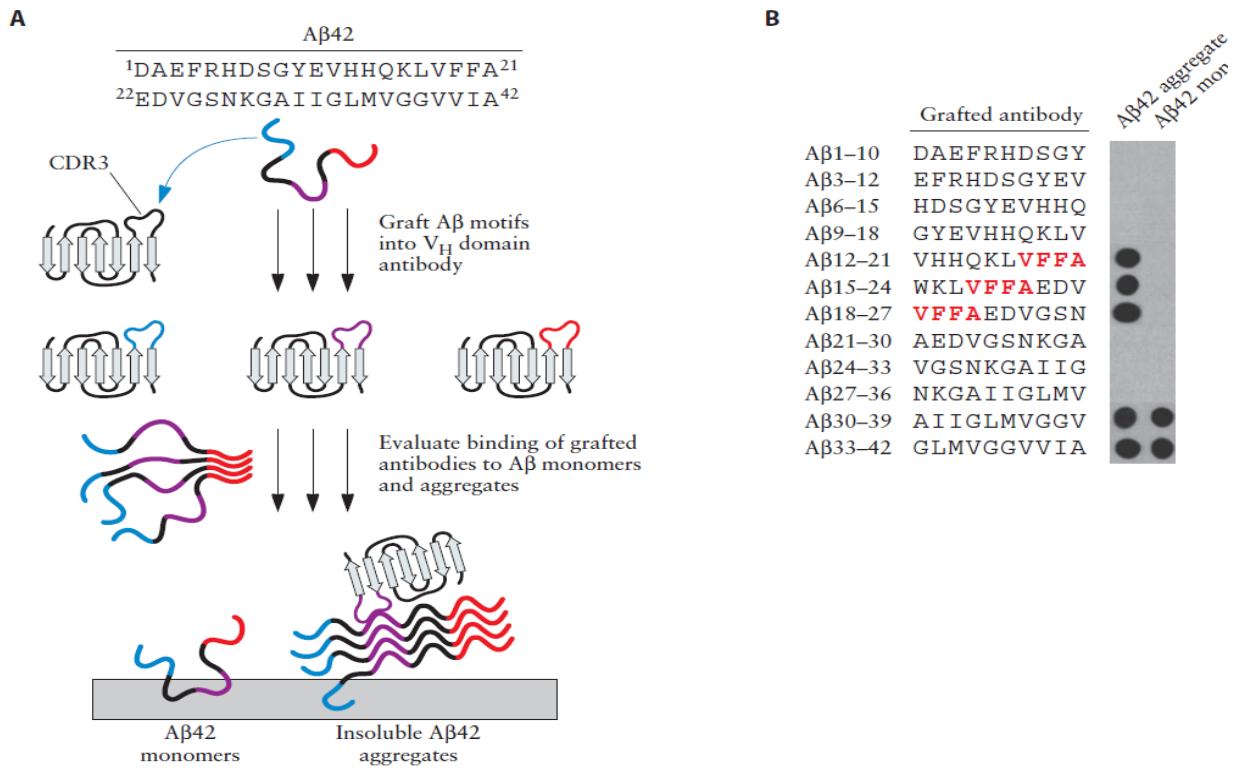 A
Aβ42
¹DAEFRHDSGYEVHHQKLVFFA²¹
²²EDVGSNKGAIIGLMVGGVVIA⁴²
CDR3
Graft Aβ motifs
into V_H domain
antibody
Evaluate binding of grafted
antibodies to Aβ monomers
and aggregates
Aβ42
monomers
Insoluble Aβ42
aggregates
B
Aβ42 aggregate
Aβ42 mon
Grafted antibody
Aβ1–10 DAEFRHDSGY
Aβ3–12 EFRHDSGYEV
Aβ6–15 HDSGYEVHHQ
Aβ9–18 GYEVHHQKLV
Aβ12–21 VHHQKLVFFA
Aβ15–24 WKLVFFAEDV
Aβ18–27 VFFAEDVGSN
Aβ21–30 AEDVGSNKGA
Aβ24–33 VGSNKGAIIG
Aβ27–36 NKGAIIGLMV
Aβ30–39 AIIGLMVGGV
Aβ33–42 GLMVGGVVIA